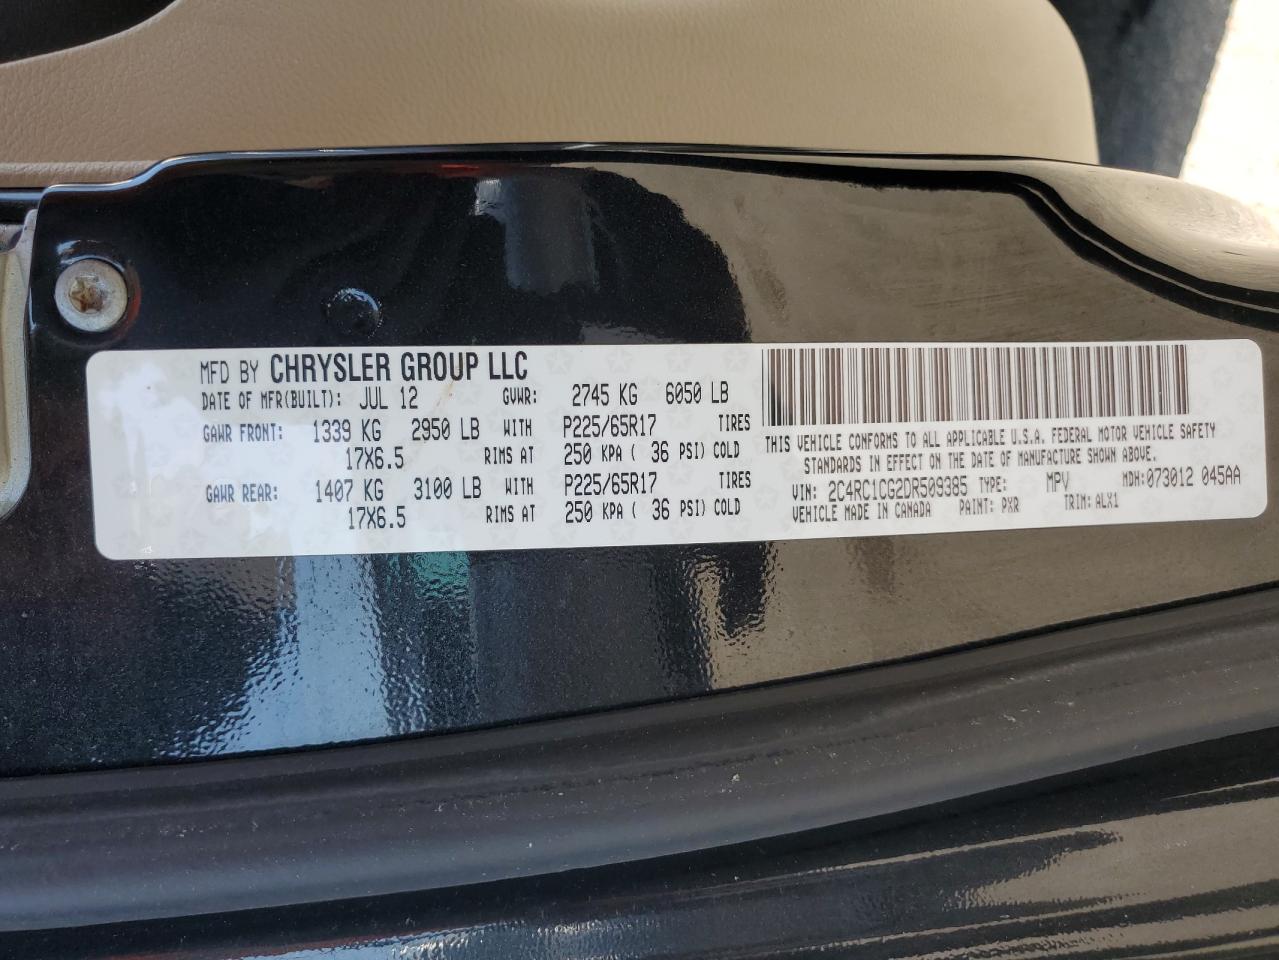 MFD BY CHRYSLER GROUP LLC
DATE OF MFR(BUILT): JUL 12 GVWR: 2745 KG 6050 LB
GAWR FRONT: 1339 KG 2950 LB WITH P225/65R17 TIRES
17X6.5 RIMS AT 250 KPA ( 36 PSI) COLD
GAWR REAR: 1407 KG 3100 LB WITH P225/65R17 TIRES
17X6.5 RIMS AT 250 KPA ( 36 PSI) COLD
THIS VEHICLE CONFORMS TO ALL APPLICABLE U.S.A. FEDERAL MOTOR VEHICLE SAFETY
STANDARDS IN EFFECT ON THE DATE OF MANUFACTURE SHOWN ABOVE.
VIN: 2C4RC1CG2DR509385 TYPE: MPV MDH: 073012 045AA
VEHICLE MADE IN CANADA PAINT: PXR TRIM: ALX1